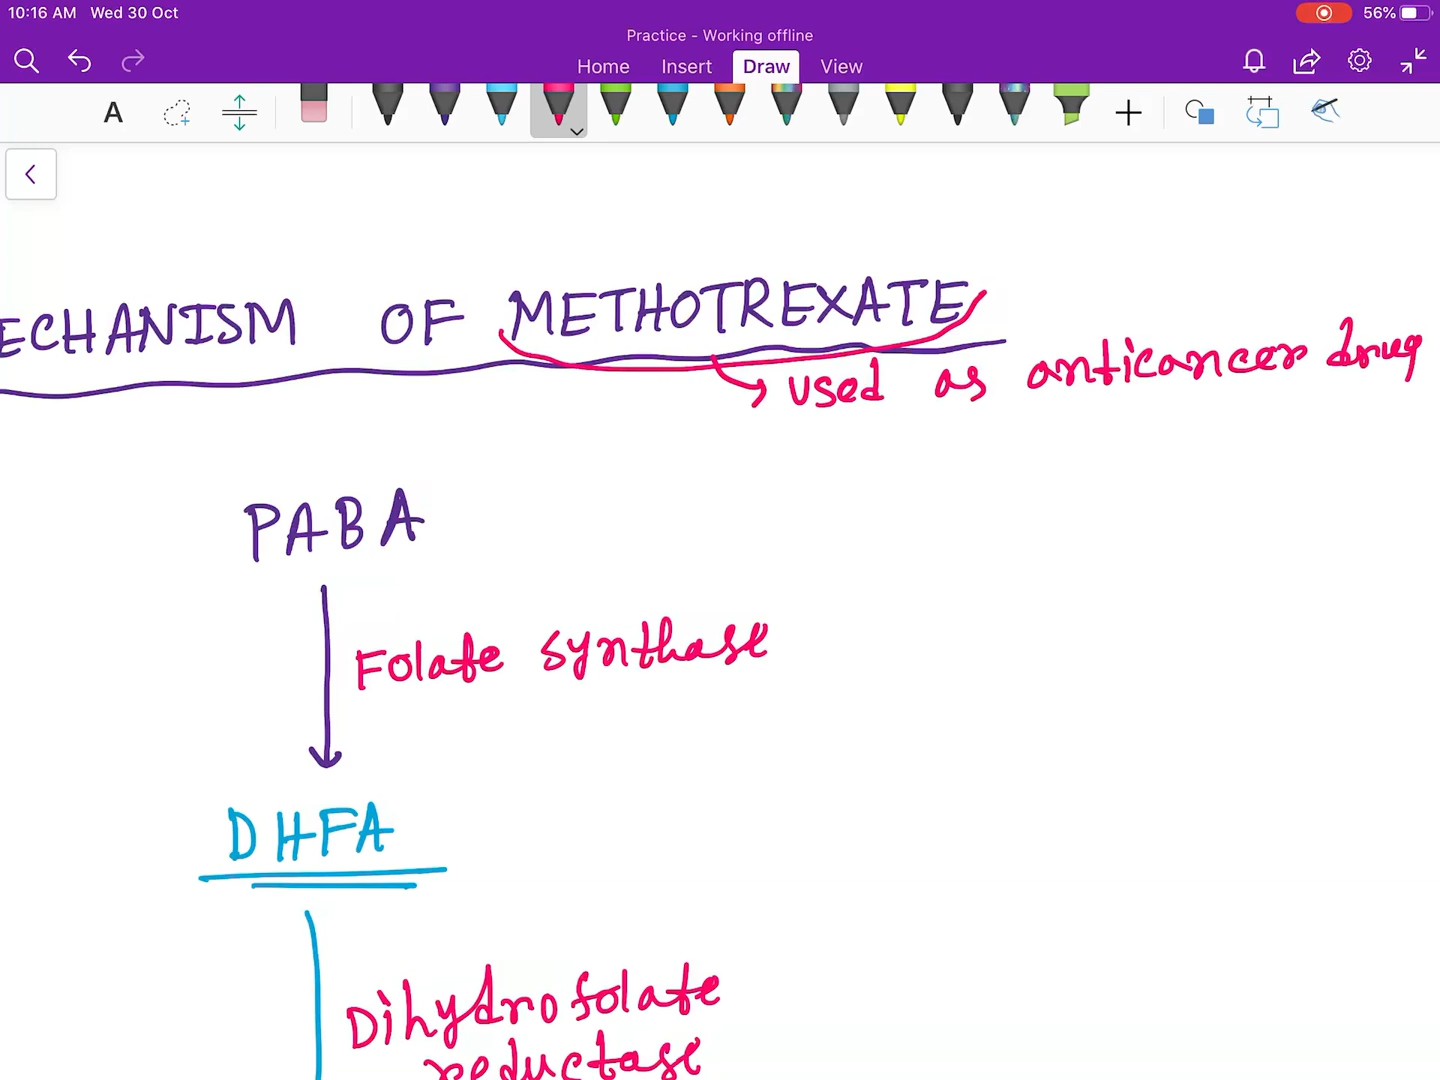 10:16 AM Wed 30 Oct
56%
Practice - Working offline
Home Insert Draw View
A
ECHANISM OF METHOTREXATE
used as anticancer drug
PABA
Folate synthase
DHFA
Dihydrofolate
reductase